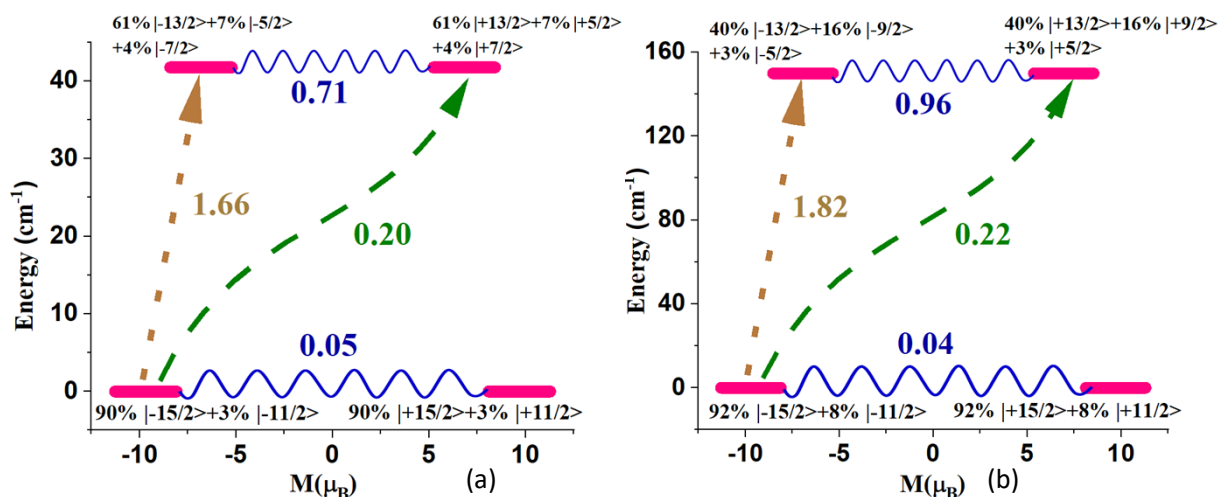 61% |-13/2>+7% |-5/2>
+4% |-7/2>
61% |+13/2>+7% |+5/2>
+4% |+7/2>
40
30
20
10
0
Energy (cm⁻¹)
0.71
1.66
0.20
0.05
90% |-15/2>+3% |-11/2>
90% |+15/2>+3% |+11/2>
-10
-5
0
5
10
M(μB)
(a)
40% |-13/2>+16% |-9/2>
+3% |-5/2>
40% |+13/2>+16% |+9/2>
+3% |+5/2>
160
120
80
40
0
Energy (cm⁻¹)
0.96
1.82
0.22
0.04
92% |-15/2>+8% |-11/2>
92% |+15/2>+8% |+11/2>
-10
-5
0
5
10
M(μB)
(b)